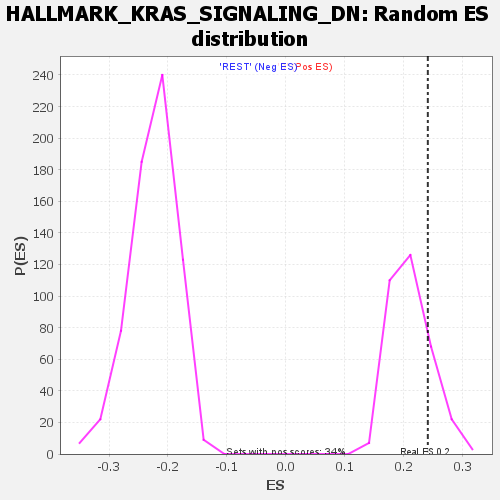 HALLMARK_KRAS_SIGNALING_DN: Random ES
distribution
'REST' (Neg ES) Pos ES)
240
220
200
180
160
140
120
100
80
60
40
20
0
P(ES)
Sets with pos scores: 34%
Real ES 0.2
-0.3 -0.2 -0.1 0.0 0.1 0.2 0.3
ES